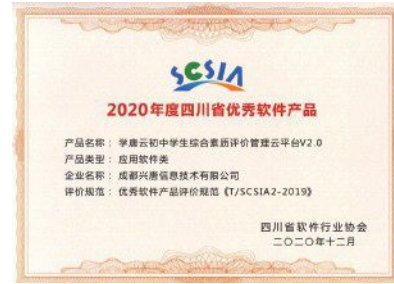 SCSIA
2020年度四川省优秀软件产品
产品名称：学唐云初中学生综合素质评价管理云平台V2.0
产品类型：应用软件类
企业名称：成都兴唐信息技术有限公司
评价规范：优秀软件产品评价规范《T/SCSIA2-2019》
四川省软件行业协会
二〇二〇年十二月